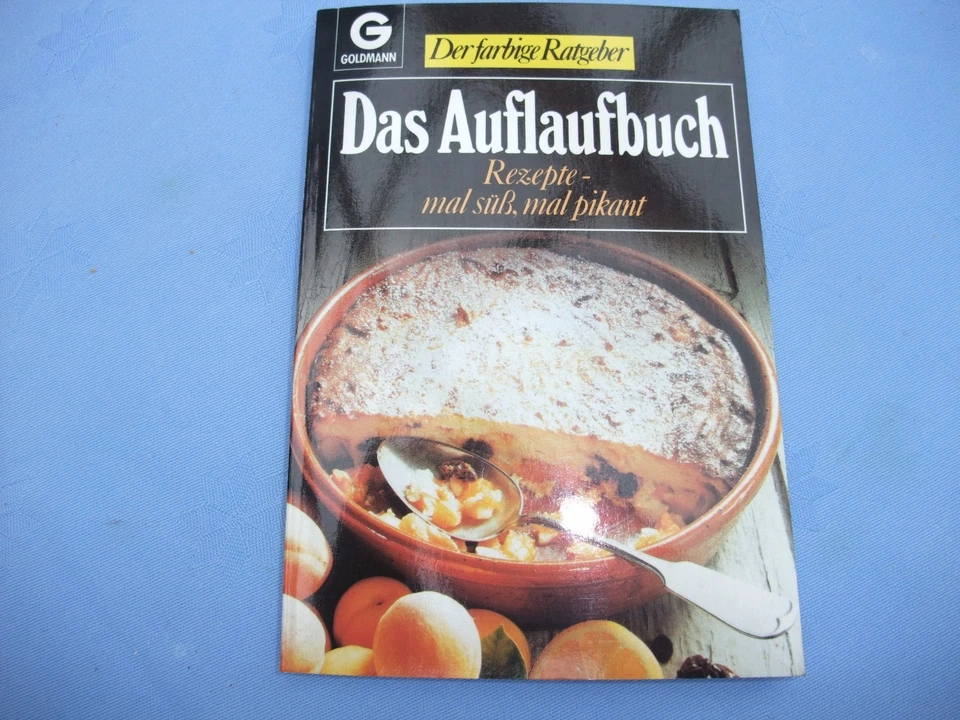 G
GOLDMANN
Der farbige Ratgeber
Das Auflaufbuch
Rezepte -
mal süß, mal pikant